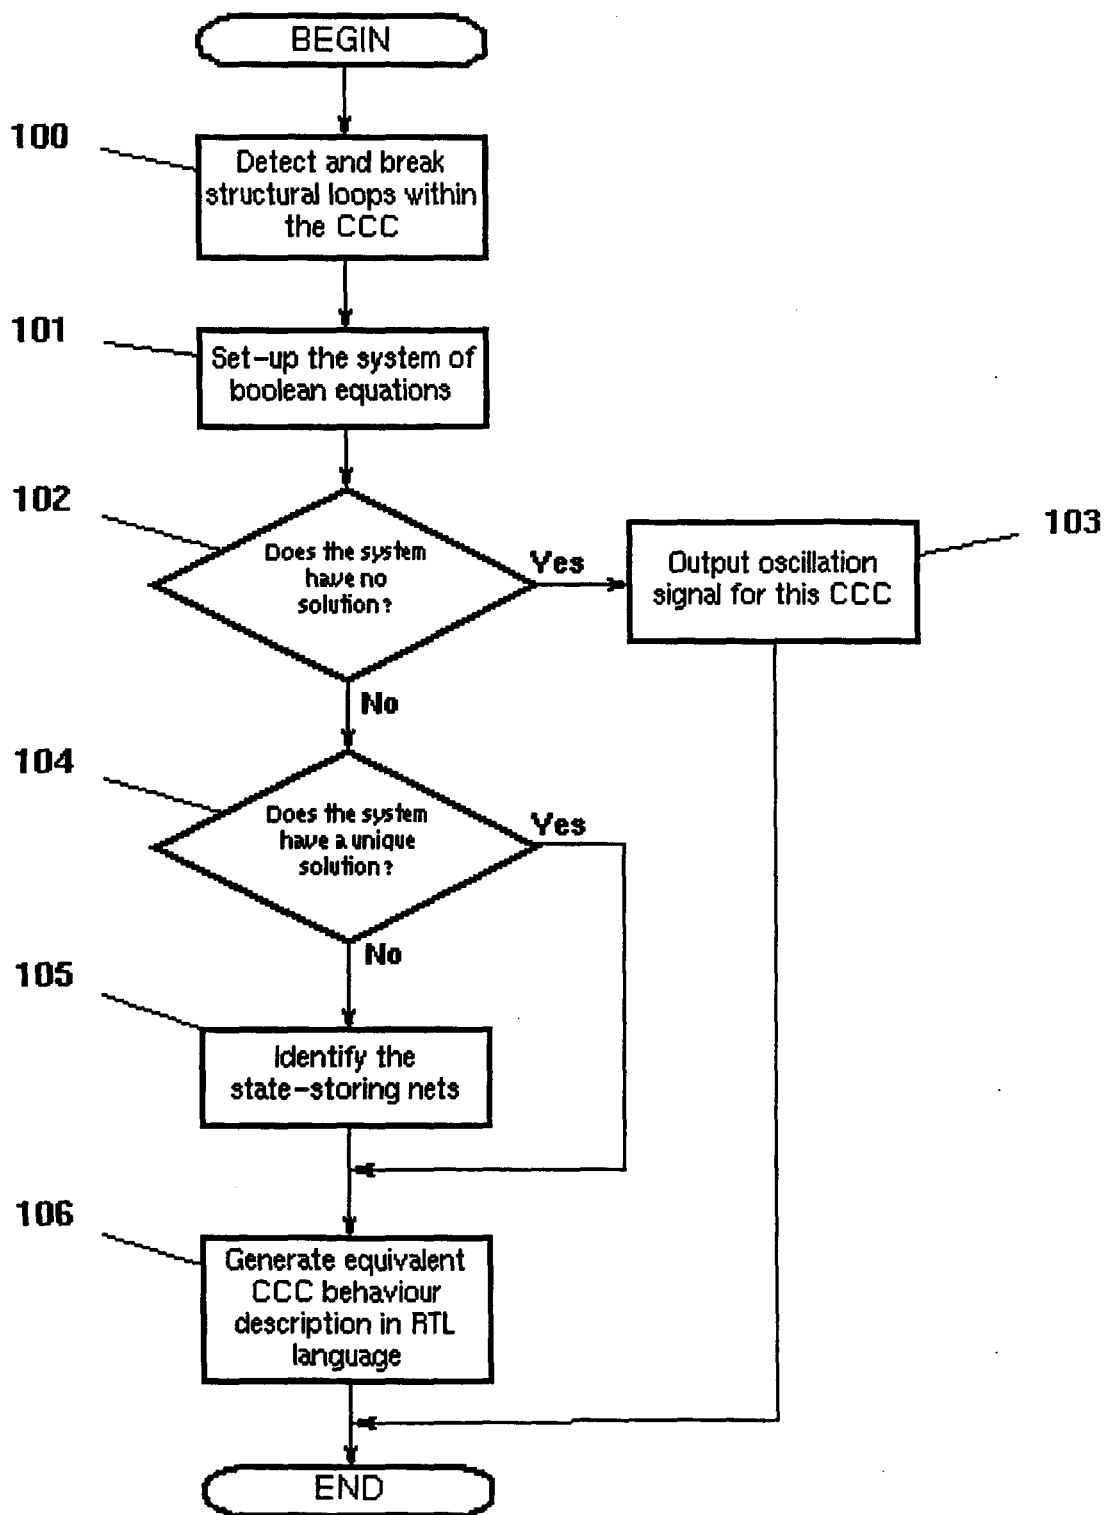 BEGIN
100
Detect and break
structural loops within
the CCC
101
Set-up the system of
boolean equations
102
Does the system
have no
solution?
Yes
103
Output oscillation
signal for this CCC
No
104
Does the system
have a unique
solution?
Yes
No
105
Identify the
state-storing nets
106
Generate equivalent
CCC behaviour
description in RTL
language
END